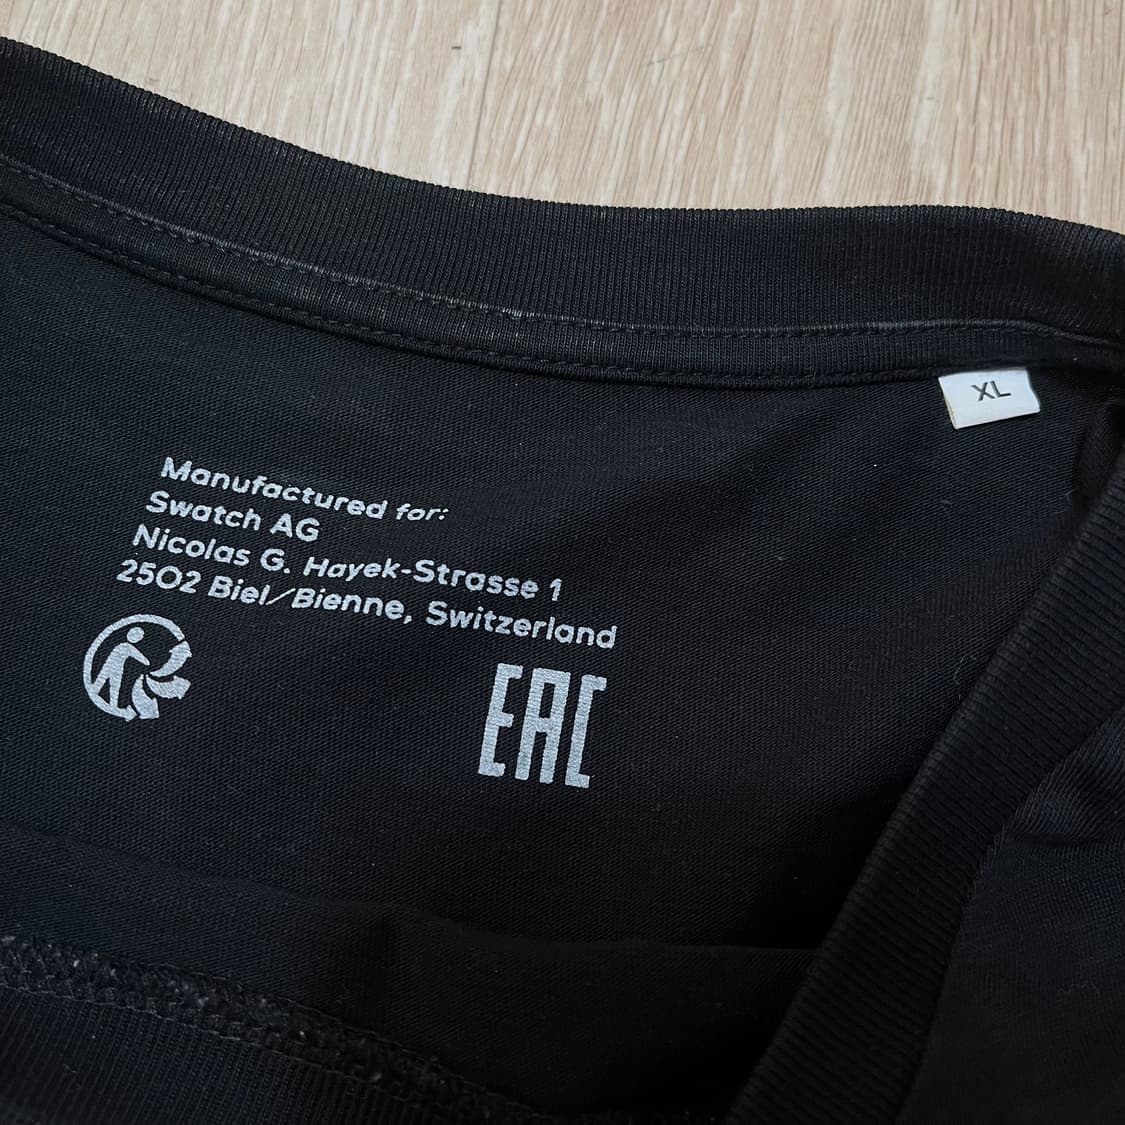 XL
Manufactured for:
Swatch AG
Nicolas G. Hayek-Strasse 1
2502 Biel/Bienne, Switzerland
EAC